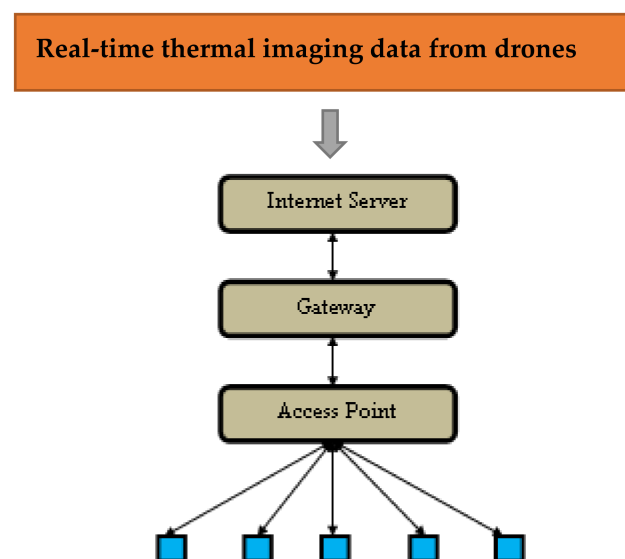 Real-time thermal imaging data from drones
Internet Server
Gateway
Access Point